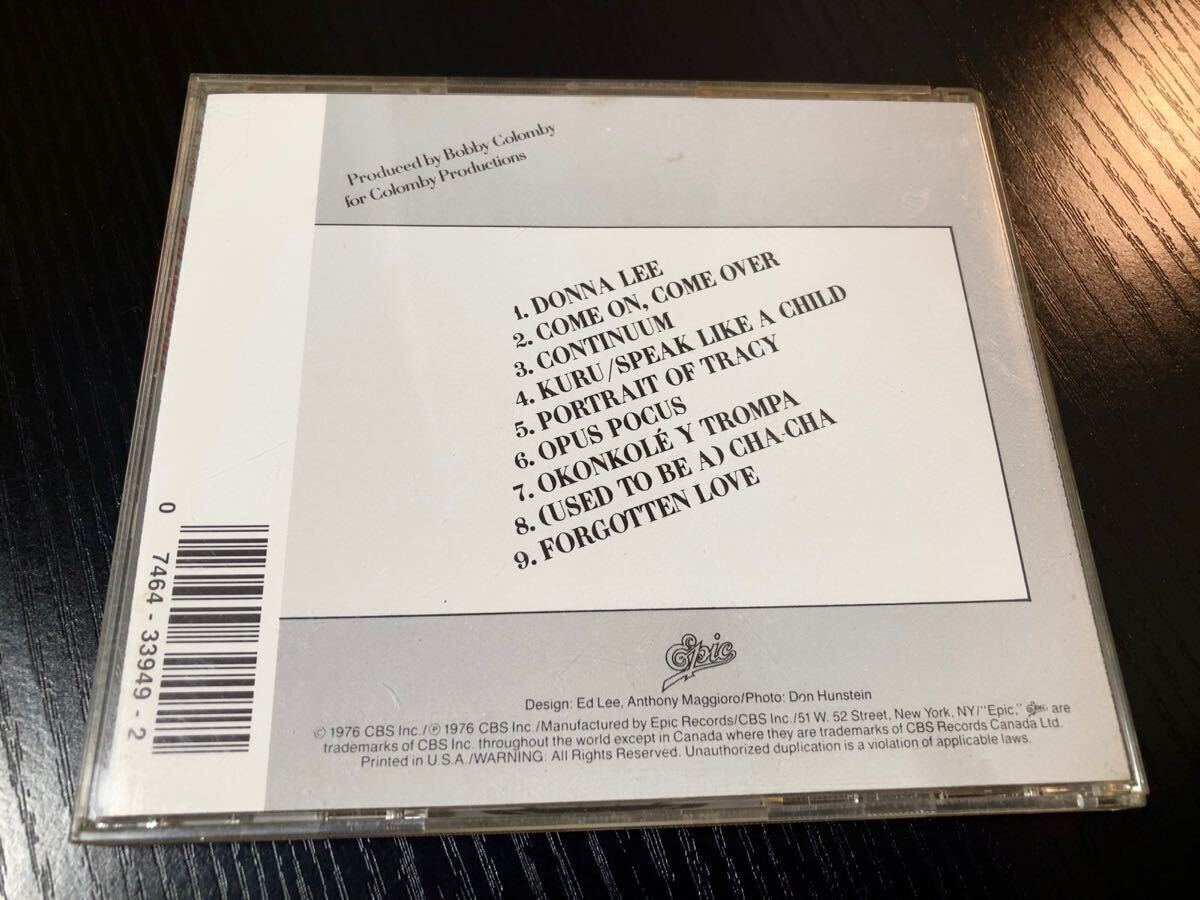 Produced by Bobby Colomby
for Colomby Productions
1. DONNA LEE
2. COME ON, COME OVER
3. CONTINUUM
4. KURU/SPEAK LIKE A CHILD
5. PORTRAIT OF TRACY
6. OPUS POCUS
7. OKONKOLÉ Y TROMPA
8. (USED TO BE A) CHA-CHA
9. FORGOTTEN LOVE
0 7464-33949-2
Epic
Design: Ed Lee, Anthony Maggioro/Photo: Don Hunstein
© 1976 CBS Inc./℗ 1976 CBS Inc./Manufactured by Epic Records/CBS Inc./51 W. 52 Street, New York, NY/"Epic," Epic are
trademarks of CBS Inc. throughout the world except in Canada where they are trademarks of CBS Records Canada Ltd.
Printed in U.S.A./WARNING: All Rights Reserved. Unauthorized duplication is a violation of applicable laws.